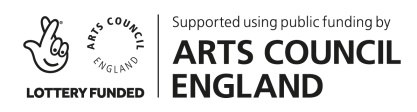 ARTS COUNCIL
ENGLAND
LOTTERY FUNDED
Supported using public funding by
ARTS COUNCIL
ENGLAND